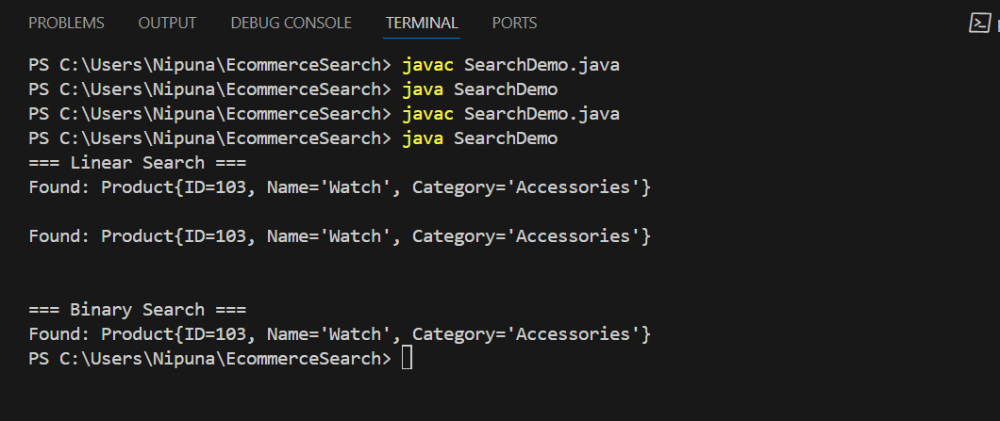 PROBLEMS OUTPUT DEBUG CONSOLE TERMINAL PORTS
PS C:\Users\Nipuna\EcommerceSearch> javac SearchDemo.java
PS C:\Users\Nipuna\EcommerceSearch> java SearchDemo
PS C:\Users\Nipuna\EcommerceSearch> javac SearchDemo.java
PS C:\Users\Nipuna\EcommerceSearch> java SearchDemo
=== Linear Search ===
Found: Product{ID=103, Name='Watch', Category='Accessories'}
Found: Product{ID=103, Name='Watch', Category='Accessories'}
=== Binary Search ===
Found: Product{ID=103, Name='Watch', Category='Accessories'}
PS C:\Users\Nipuna\EcommerceSearch>